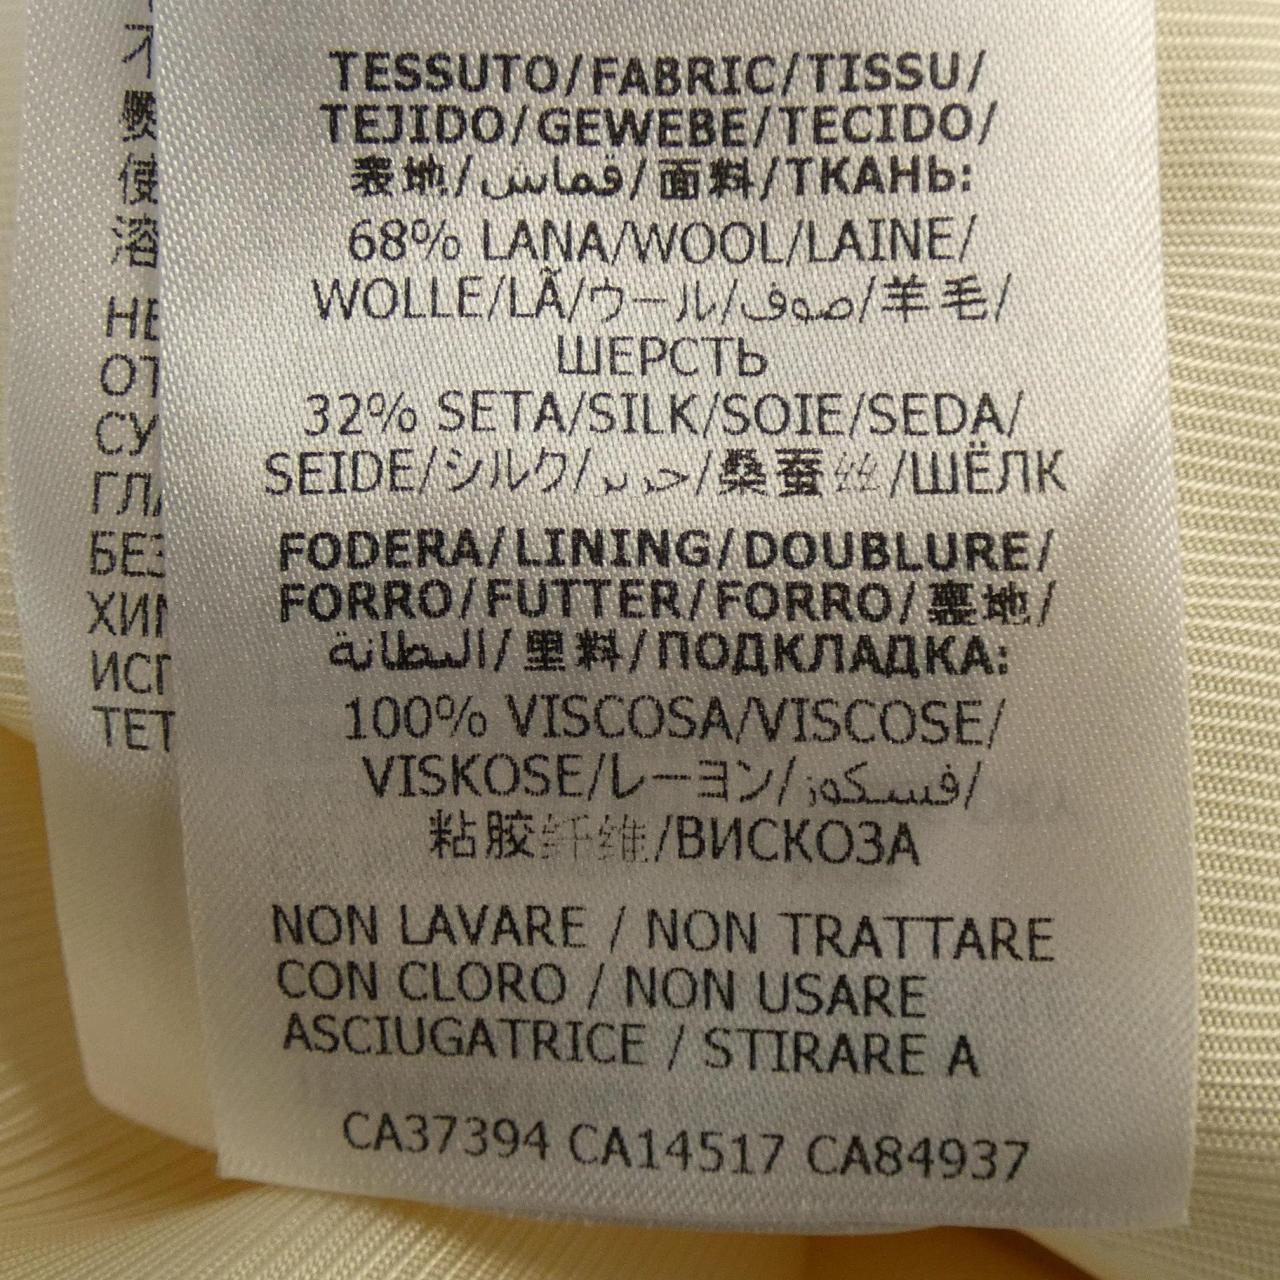 TESSUTO/FABRIC/TISSU/
TEJIDO/GEWEBE/TECIDO/
表地/قماش/面料/ТКАНЬ:
68% LANA/WOOL/LAINE/
WOLLE/LÃ/ウール/صوف/羊毛/
ШЕРСТЬ
32% SETA/SILK/SOIE/SEDA/
SEIDE/シルク/حرير/桑蚕丝/ШЁЛК
FODERA/LINING/DOUBLURE/
FORRO/FUTTER/FORRO/裏地/
البطانة/里料/ПОДКЛАДКА:
100% VISCOSA/VISCOSE/
VISKOSE/レーヨン/فسكوز/
粘胶纤维/ВИСКОЗА
NON LAVARE / NON TRATTARE
CON CLORO / NON USARE
ASCIUGATRICE / STIRARE A
CA37394 CA14517 CA84937